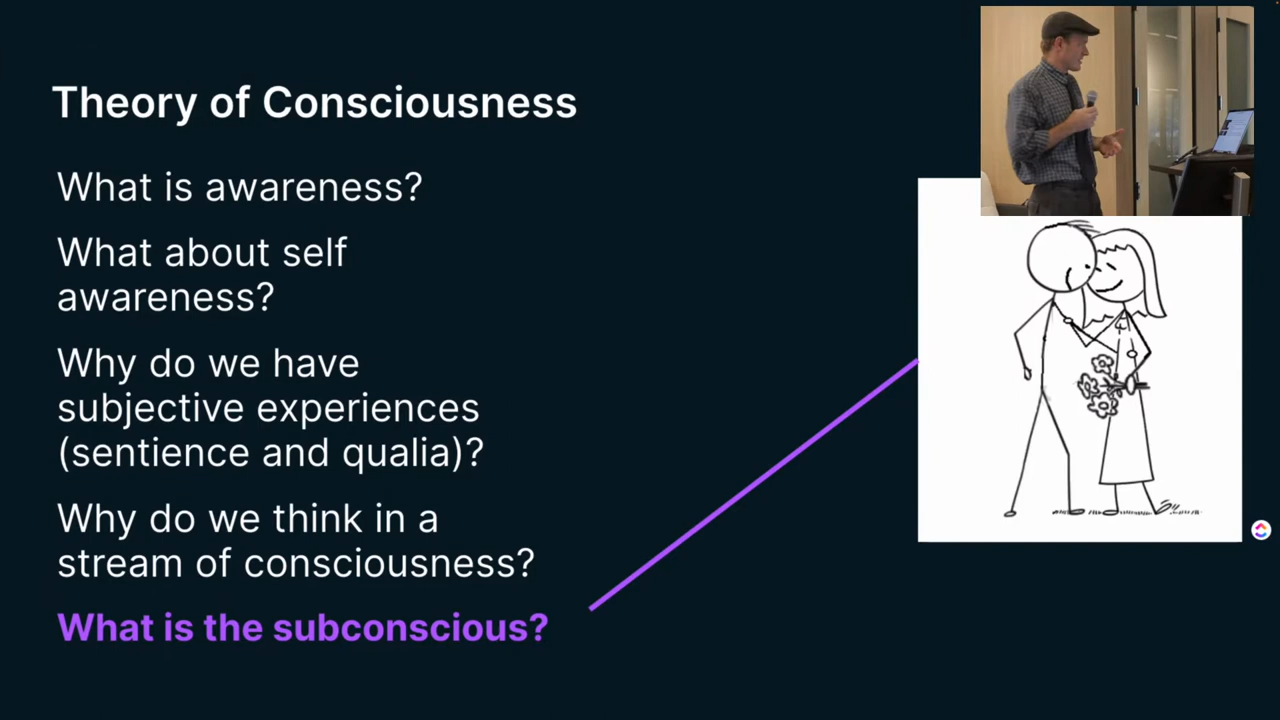 Theory of Consciousness
What is awareness?
What about self
awareness?
Why do we have
subjective experiences
(sentience and qualia)?
Why do we think in a
stream of consciousness?
What is the subconscious?